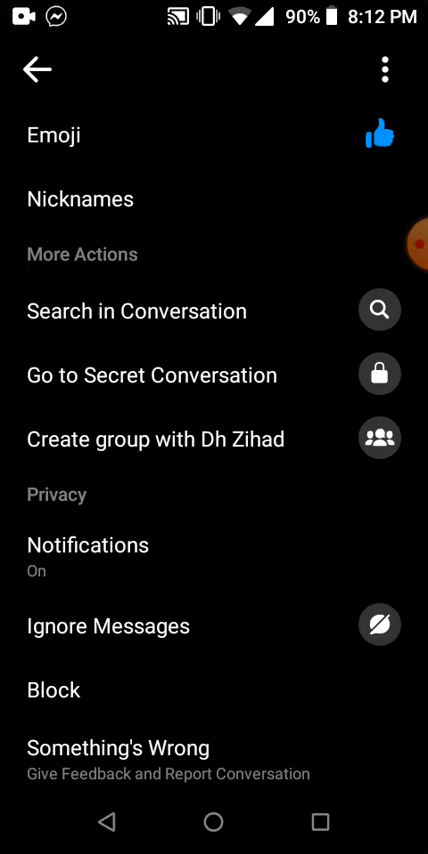 90% 8:12 PM
Emoji
Nicknames
More Actions
Search in Conversation
Go to Secret Conversation
Create group with Dh Zihad
Privacy
Notifications
On
Ignore Messages
Block
Something's Wrong
Give Feedback and Report Conversation